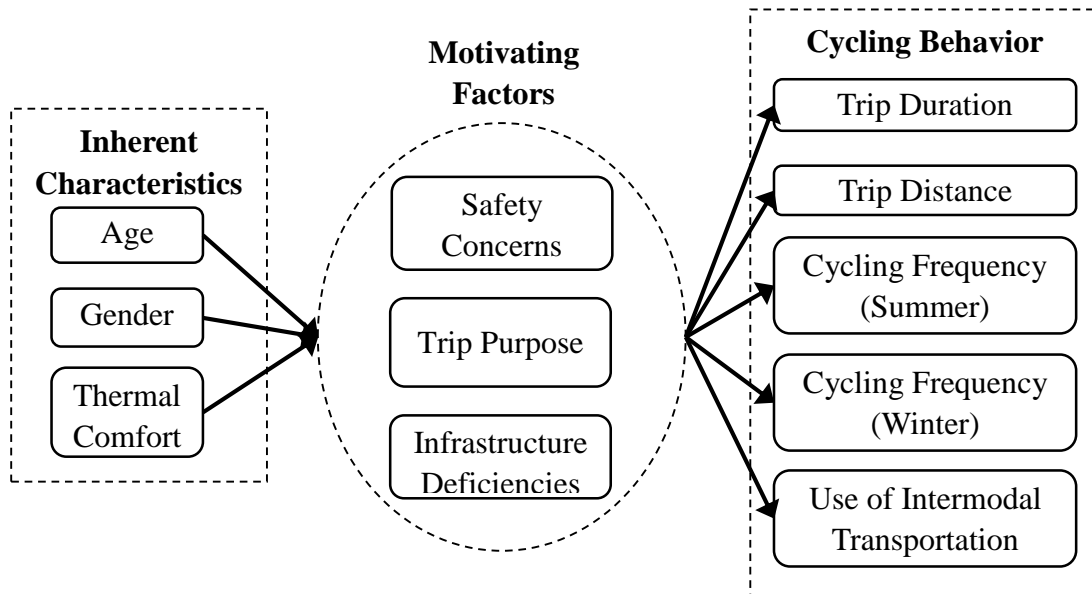 Inherent
Characteristics
Age
Gender
Thermal
Comfort
Motivating
Factors
Safety
Concerns
Trip Purpose
Infrastructure
Deficiencies
Cycling Behavior
Trip Duration
Trip Distance
Cycling Frequency
(Summer)
Cycling Frequency
(Winter)
Use of Intermodal
Transportation